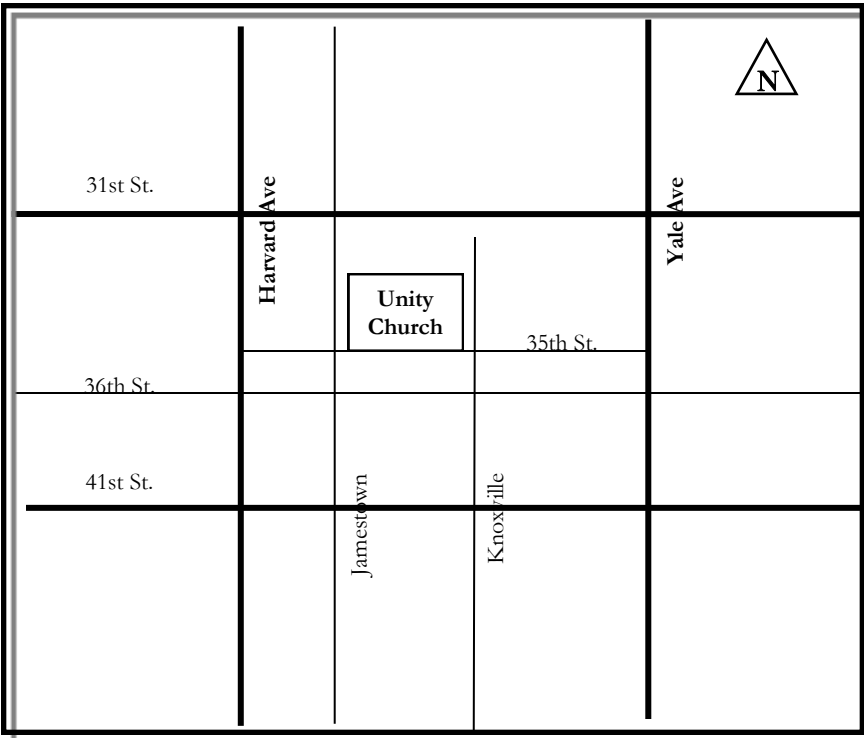 N
31st St.
Harvard Ave
Yale Ave
Unity
Church
35th St.
36th St.
41st St.
Jamestown
Knoxville